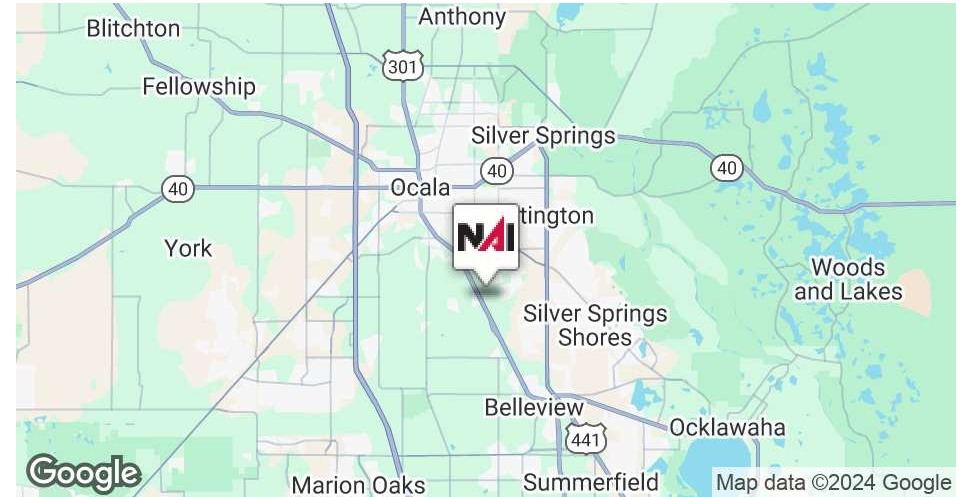 Anthony
Blitchton
301
Fellowship
Silver Springs
40
40
40
Ocala
tington
NAI
York
Woods
and Lakes
Silver Springs
Shores
Belleview
Ocklawaha
441
Summerfield
Marion Oaks
Google
Map data ©2024 Google